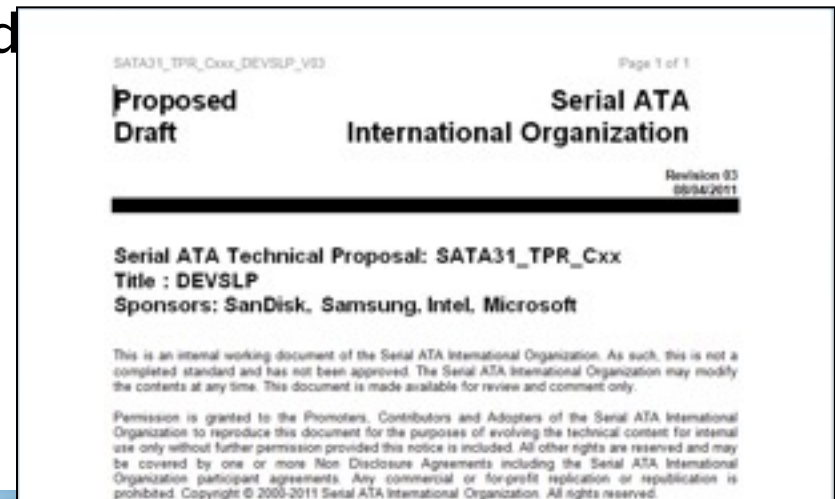 d
SATA31_TPR_Cxxx_DEVSLP_V03 Page 1 of 1
Proposed Serial ATA
Draft International Organization
Revision 03
08/04/2011
Serial ATA Technical Proposal: SATA31_TPR_Cxx
Title : DEVSLP
Sponsors: SanDisk, Samsung, Intel, Microsoft
This is an internal working document of the Serial ATA International Organization. As such, this is not a
completed standard and has not been approved. The Serial ATA International Organization may modify
the contents at any time. This document is made available for review and comment only.
Permission is granted to the Promoters, Contributors and Adopters of the Serial ATA International
Organization to reproduce this document for the purposes of evolving the technical content for internal
use only without further permission provided this notice is included. All other rights are reserved and may
be covered by one or more Non Disclosure Agreements including the Serial ATA International
Organization participant agreements. Any commercial or for-profit replication or republication is
prohibited. Copyright © 2000-2011 Serial ATA International Organization. All rights reserved.